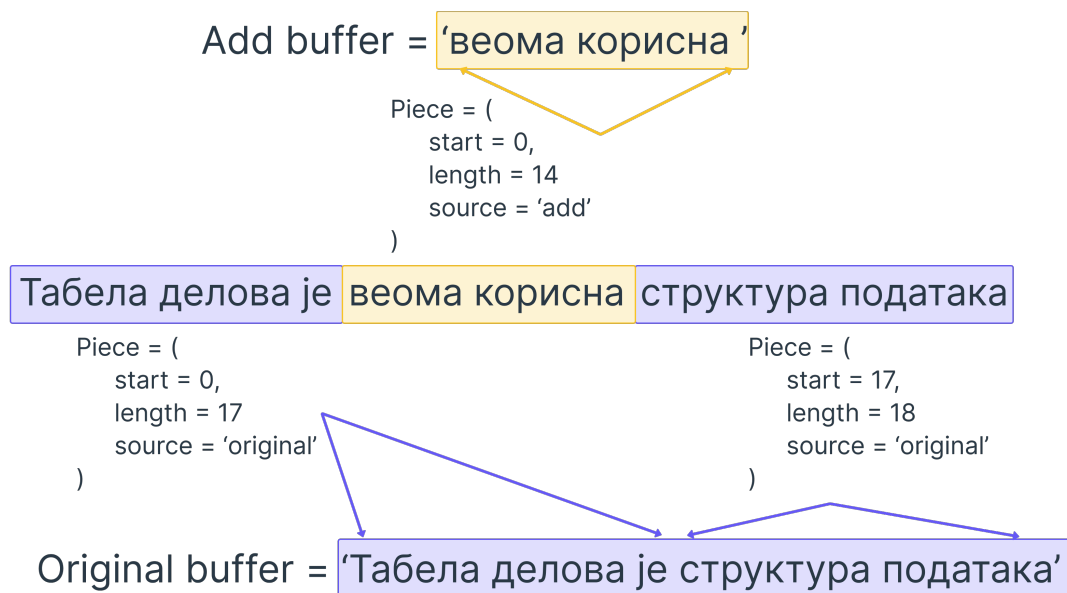 Add buffer = ‘веома корисна ’
Piece = (
start = 0,
length = 14
source = ‘add’
)
Табела делова је веома корисна структура података
Piece = (
start = 0,
length = 17
source = ‘original’
)
Piece = (
start = 17,
length = 18
source = ‘original’
)
Original buffer = ‘Табела делова је структура података’